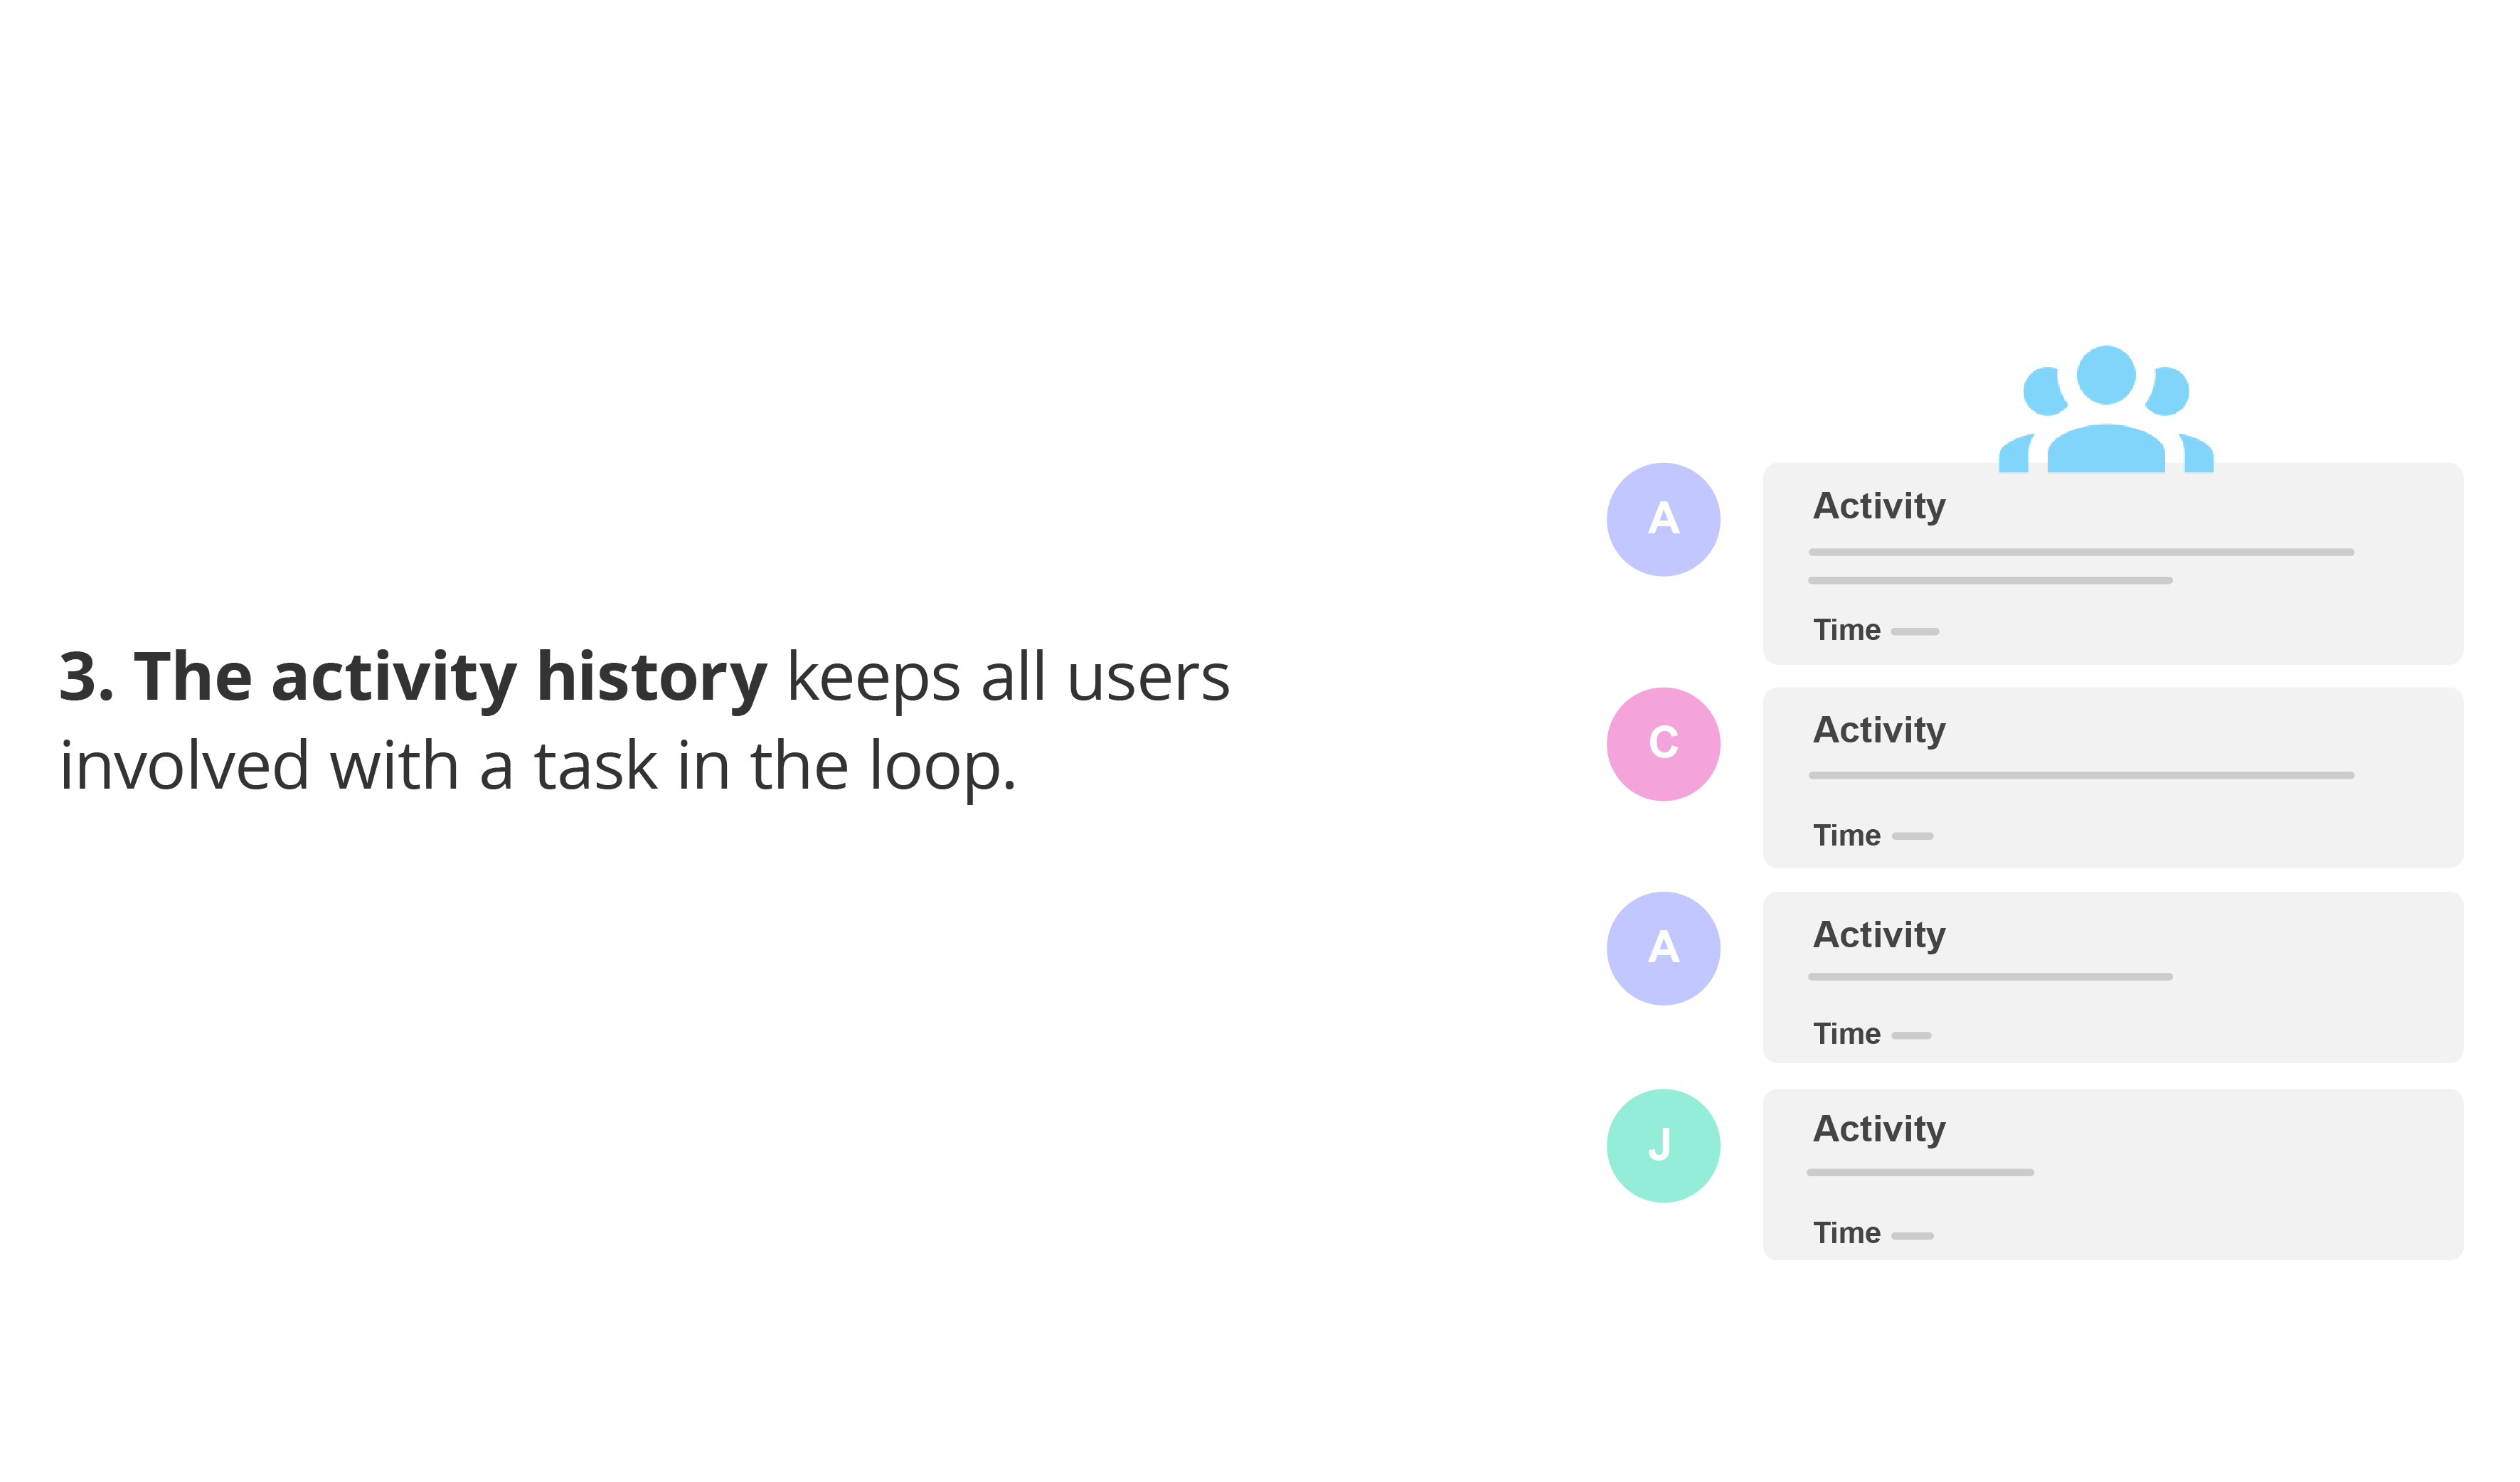 3. The activity history keeps all users
involved with a task in the loop.
A
Activity
Time
C
Activity
Time
A
Activity
Time
J
Activity
Time